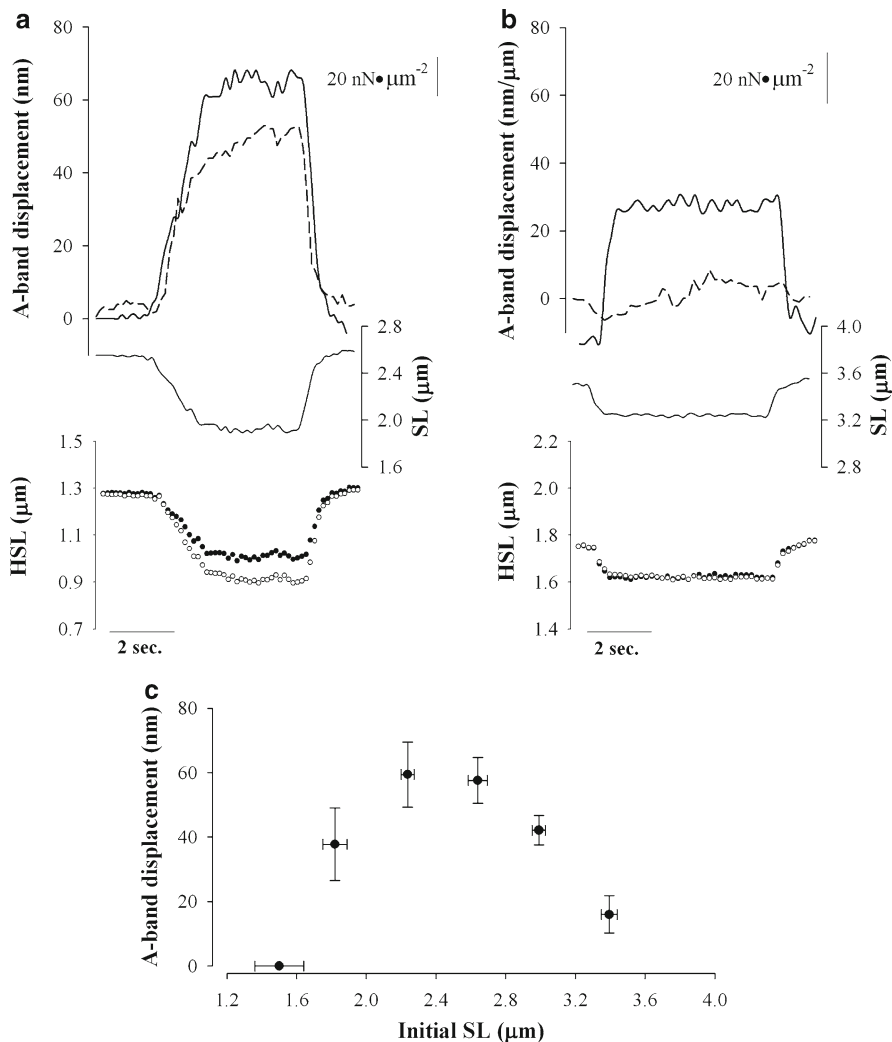 a
80
60
40
20
0
A-band displacement (nm)
20 nN•μm⁻²
2.8
2.4
2.0
1.6
SL (μm)
1.5
1.3
1.1
0.9
0.7
HSL (μm)
2 sec.
b
80
60
40
20
0
A-band displacement (nm/μm)
20 nN•μm⁻²
4.0
3.6
3.2
2.8
SL (μm)
2.2
2.0
1.8
1.6
1.4
HSL (μm)
2 sec.
c
80
60
40
20
0
A-band displacement (nm)
1.2 1.6 2.0 2.4 2.8 3.2 3.6 4.0
Initial SL (μm)